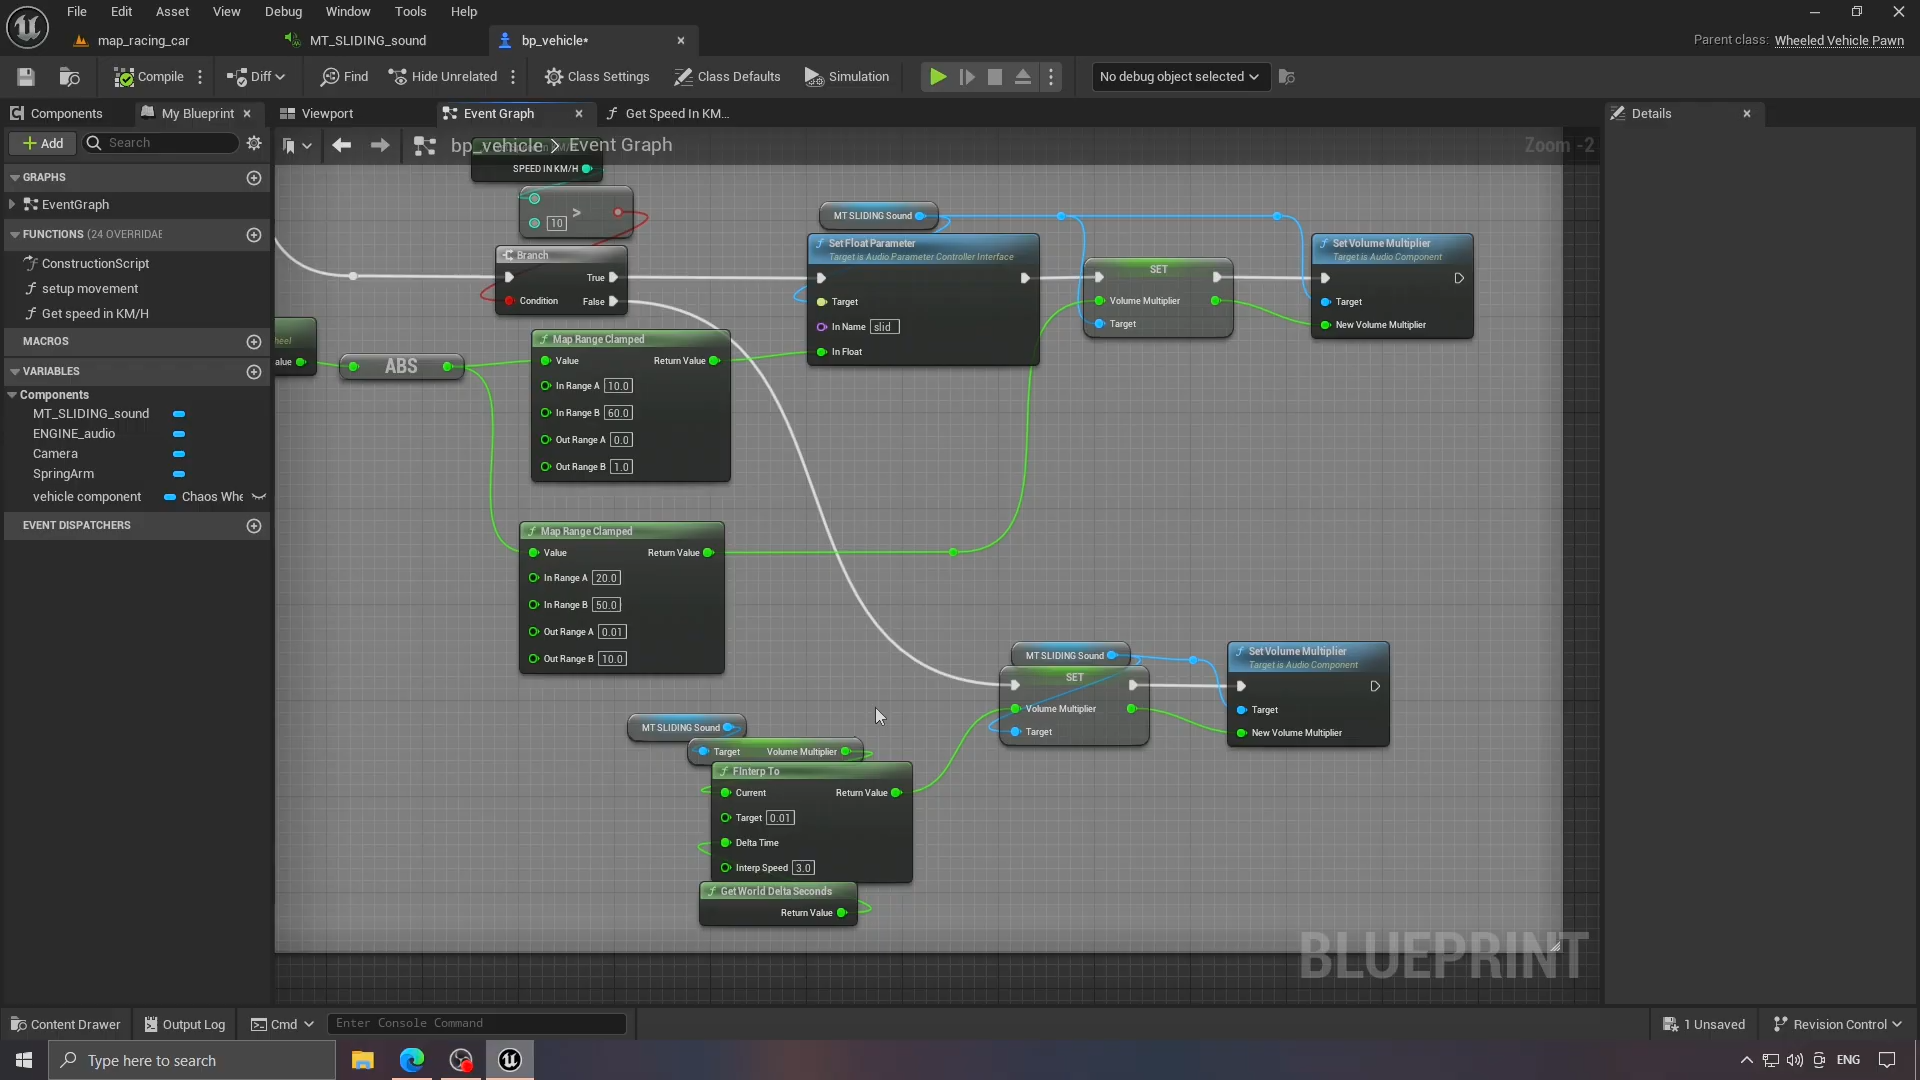 File Edit Asset View Debug Window Tools Help
map_racing_car MT_SLIDING_sound bp_vehicle*
Parent class: Wheeled Vehicle Pawn
Compile Diff Find Hide Unrelated Class Settings Class Defaults Simulation No debug object selected
Components My Blueprint Viewport Event Graph Get Speed In KM... Details
Add Search
bp_vehicle > Event Graph
Zoom -2
GRAPHS
EventGraph
FUNCTIONS (24 OVERRIDAE
ConstructionScript
setup movement
Get speed in KM/H
MACROS
VARIABLES
Components
MT_SLIDING_sound
ENGINE_audio
Camera
SpringArm
vehicle component Chaos Whe
EVENT DISPATCHERS
SPEED IN KM/H
>
10
Branch
True
Condition False
heel
alue
ABS
Map Range Clamped
Value Return Value
In Range A 10.0
In Range B 60.0
Out Range A 0.0
Out Range B 1.0
MT SLIDING Sound
Set Float Parameter
Target is Audio Parameter Controller Interface
Target
In Name slid
In Float
SET
Volume Multiplier
Target
Set Volume Multiplier
Target is Audio Component
Target
New Volume Multiplier
Map Range Clamped
Value Return Value
In Range A 20.0
In Range B 50.0
Out Range A 0.01
Out Range B 10.0
MT SLIDING Sound
SET
Volume Multiplier
Target
Set Volume Multiplier
Target is Audio Component
Target
New Volume Multiplier
MT SLIDING Sound
Target Volume Multiplier
FInterp To
Current Return Value
Target 0.01
Delta Time
Interp Speed 3.0
Get World Delta Seconds
Return Value
BLUEPRINT
Content Drawer Output Log Cmd Enter Console Command 1 Unsaved Revision Control
Type here to search ENG